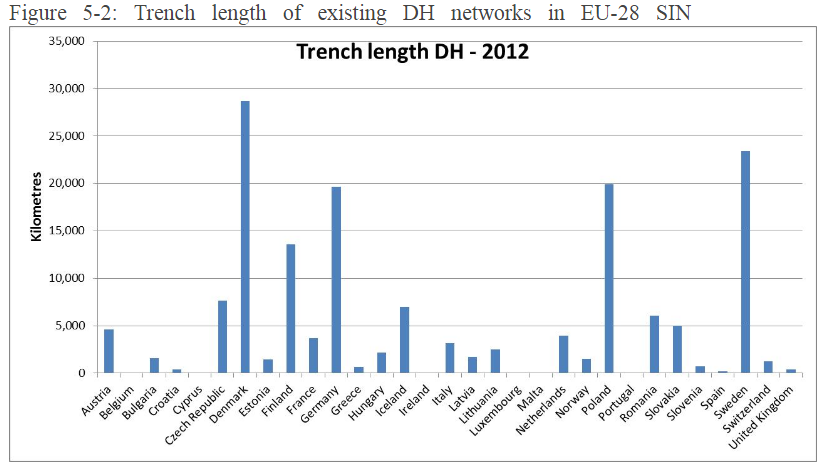 Figure 5-2: Trench length of existing DH networks in EU-28 SIN
Trench length DH - 2012
Kilometres
35,000
30,000
25,000
20,000
15,000
10,000
5,000
0
Austria
Belgium
Bulgaria
Croatia
Cyprus
Czech Republic
Denmark
Estonia
Finland
France
Germany
Greece
Hungary
Iceland
Ireland
Italy
Latvia
Lithuania
Luxembourg
Malta
Netherlands
Norway
Poland
Portugal
Romania
Slovakia
Slovenia
Spain
Sweden
Switzerland
United Kingdom